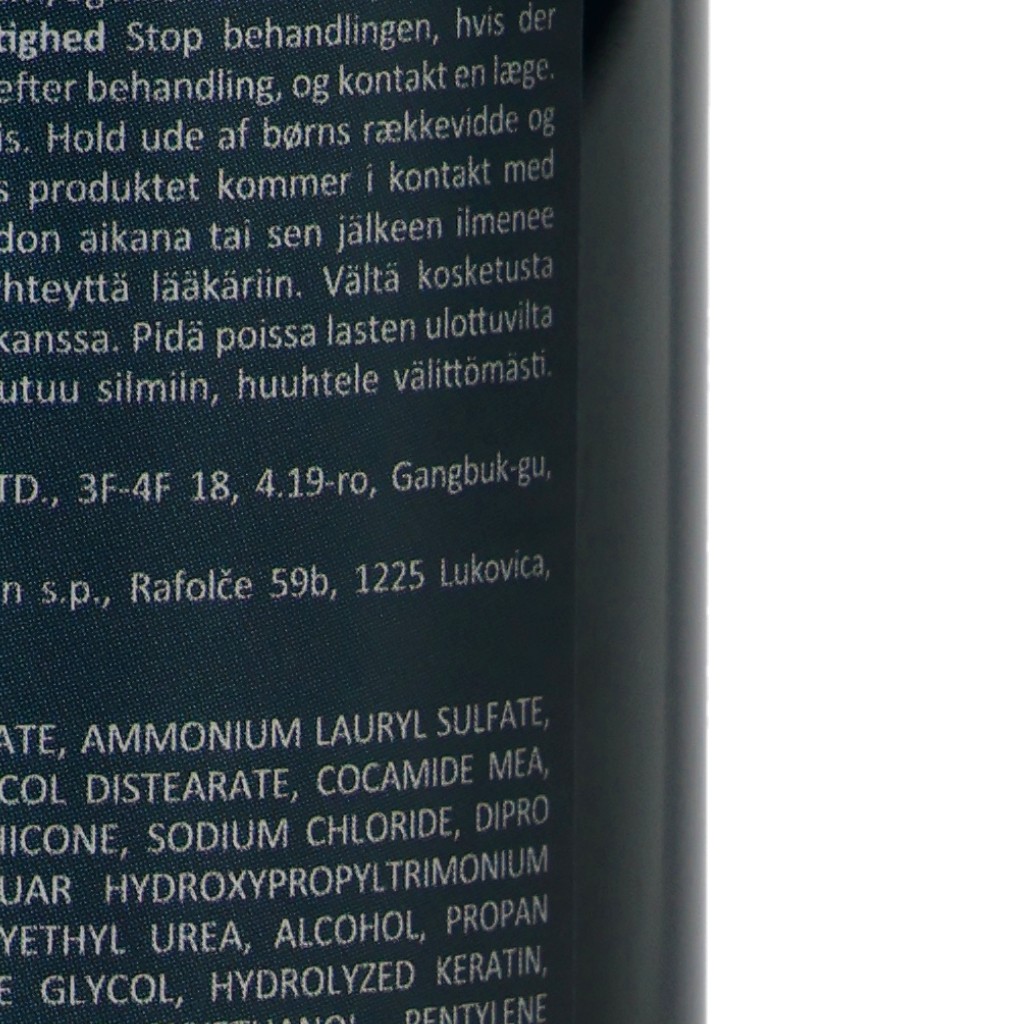 tighed Stop behandlingen, hvis der
efter behandling, og kontakt en læge.
is. Hold ude af børns rækkevidde og
s produktet kommer i kontakt med
don aikana tai sen jälkeen ilmenee
hteyttä lääkäriin. Vältä kosketusta
kanssa. Pidä poissa lasten ulottuvilta
utuu silmiin, huuhtele välittömästi.
TD., 3F-4F 18, 4.19-ro, Gangbuk-gu,
n s.p., Rafolče 59b, 1225 Lukovica,
ATE, AMMONIUM LAURYL SULFATE,
COL DISTEARATE, COCAMIDE MEA,
HICONE, SODIUM CHLORIDE, DIPRO
UAR HYDROXYPROPYLTRIMONIUM
YETHYL UREA, ALCOHOL, PROPAN
E GLYCOL, HYDROLYZED KERATIN,
PENTYLENE